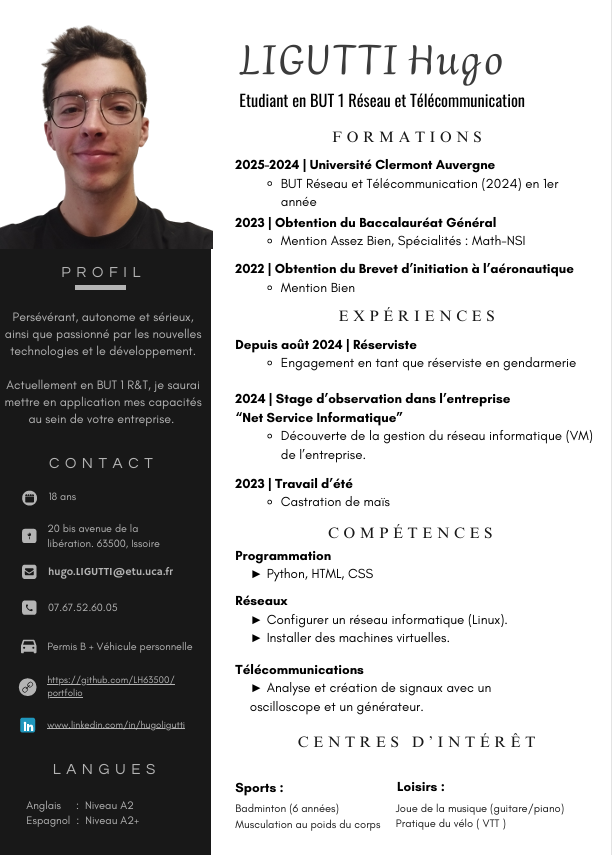 LIGUTTI Hugo
Etudiant en BUT 1 Réseau et Télécommunication
FORMATIONS
2025-2024 | Université Clermont Auvergne
BUT Réseau et Télécommunication (2024) en 1er
année
2023 | Obtention du Baccalauréat Général
Mention Assez Bien, Spécialités : Math-NSI
2022 | Obtention du Brevet d’initiation à l’aéronautique
Mention Bien
EXPÉRIENCES
Depuis août 2024 | Réserviste
Engagement en tant que réserviste en gendarmerie
2024 | Stage d’observation dans l’entreprise
“Net Service Informatique”
Découverte de la gestion du réseau informatique (VM)
de l’entreprise.
2023 | Travail d’été
Castration de maïs
COMPÉTENCES
Programmation
► Python, HTML, CSS
Réseaux
► Configurer un réseau informatique (Linux).
► Installer des machines virtuelles.
Télécommunications
► Analyse et création de signaux avec un
oscilloscope et un générateur.
CENTRES D’INTÉRÊT
Sports :
Badminton (6 années)
Musculation au poids du corps
Loisirs :
Joue de la musique (guitare/piano)
Pratique du vélo ( VTT )
PROFIL
Persévérant, autonome et sérieux,
ainsi que passionné par les nouvelles
technologies et le développement.
Actuellement en BUT 1 R&T, je saurai
mettre en application mes capacités
au sein de votre entreprise.
CONTACT
18 ans
20 bis avenue de la
libération. 63500, Issoire
hugo.LIGUTTI@etu.uca.fr
07.67.52.60.05
Permis B + Véhicule personnelle
https://github.com/LH63500/
portfolio
www.linkedin.com/in/hugoligutti
LANGUES
Anglais : Niveau A2
Espagnol : Niveau A2+